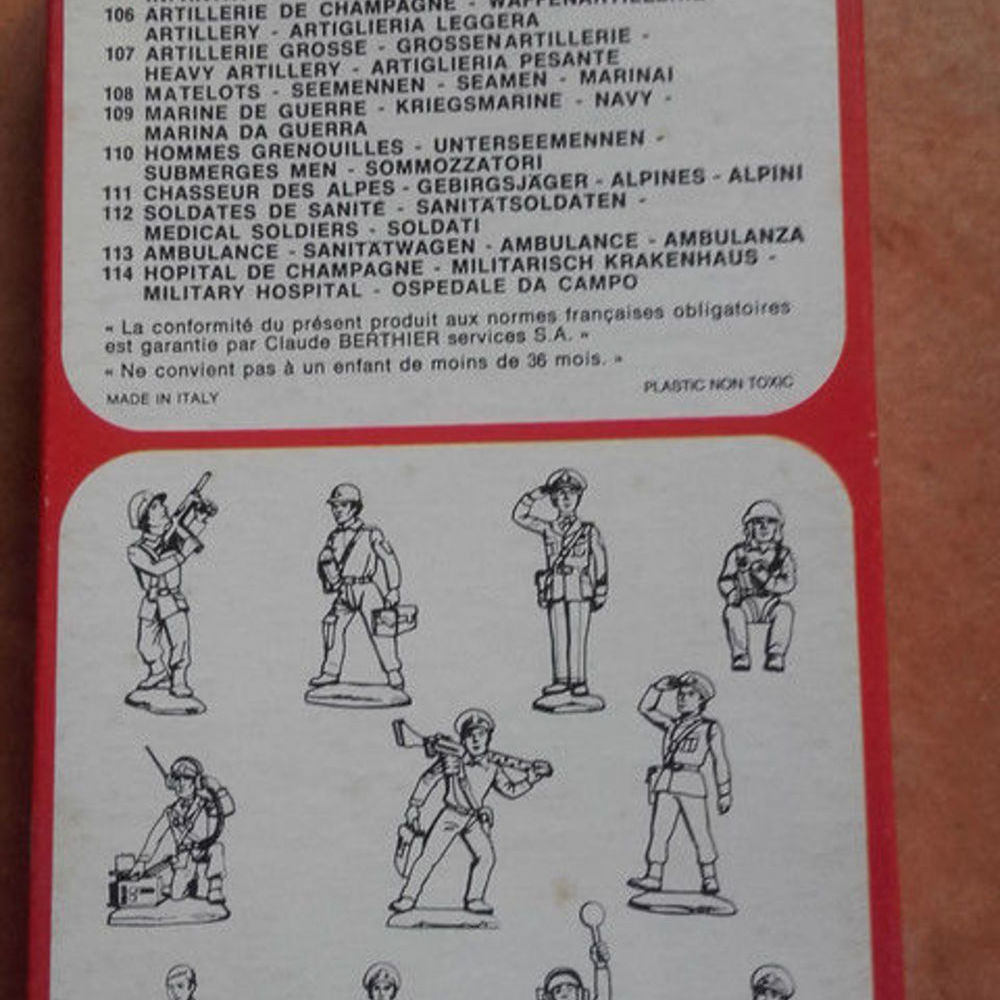 106 ARTILLERIE DE CHAMPAGNE - WAFFENARTILLERIE
ARTILLERY - ARTIGLIERIA LEGGERA
107 ARTILLERIE GROSSE - GROSSENARTILLERIE -
HEAVY ARTILLERY - ARTIGLIERIA PESANTE
108 MATELOTS - SEEMENNEN - SEAMEN - MARINAI
109 MARINE DE GUERRE - KRIEGSMARINE - NAVY -
MARINA DA GUERRA
110 HOMMES GRENOUILLES - UNTERSEEMENNEN -
SUBMERGES MEN - SOMMOZZATORI
111 CHASSEUR DES ALPES - GEBIRGSJÄGER - ALPINES - ALPINI
112 SOLDATES DE SANITE - SANITÄTSOLDATEN -
MEDICAL SOLDIERS - SOLDATI
113 AMBULANCE - SANITÄTWAGEN - AMBULANCE - AMBULANZA
114 HOPITAL DE CHAMPAGNE - MILITARISCH KRAKENHAUS -
MILITARY HOSPITAL - OSPEDALE DA CAMPO
« La conformité du présent produit aux normes françaises obligatoires
est garantie par Claude BERTHIER services S.A. »
« Ne convient pas à un enfant de moins de 36 mois. »
MADE IN ITALY PLASTIC NON TOXIC